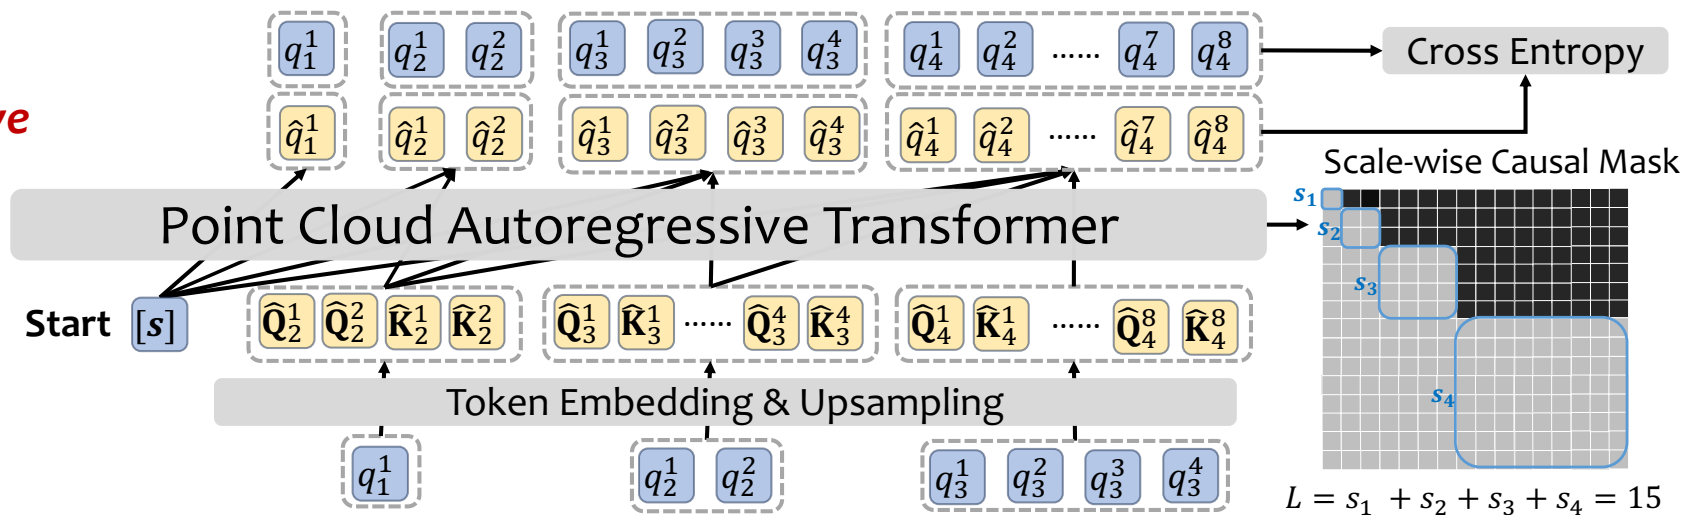 q_1^1 q_2^1 q_2^2 q_3^1 q_3^2 q_3^3 q_3^4 q_4^1 q_4^2 ...... q_4^7 q_4^8 Cross Entropy
ve
q̂_1^1 q̂_2^1 q̂_2^2 q̂_3^1 q̂_3^2 q̂_3^3 q̂_3^4 q̂_4^1 q̂_4^2 ...... q̂_4^7 q̂_4^8
Scale-wise Causal Mask
Point Cloud Autoregressive Transformer
s_1
s_2
s_3
s_4
Start [s] Q̂_2^1 Q̂_2^2 K̂_2^1 K̂_2^2 Q̂_3^1 K̂_3^1 ...... Q̂_3^4 K̂_3^4 Q̂_4^1 K̂_4^1 ...... Q̂_4^8 K̂_4^8
Token Embedding & Upsampling
q_1^1 q_2^1 q_2^2 q_3^1 q_3^2 q_3^3 q_3^4
L = s_1 + s_2 + s_3 + s_4 = 15